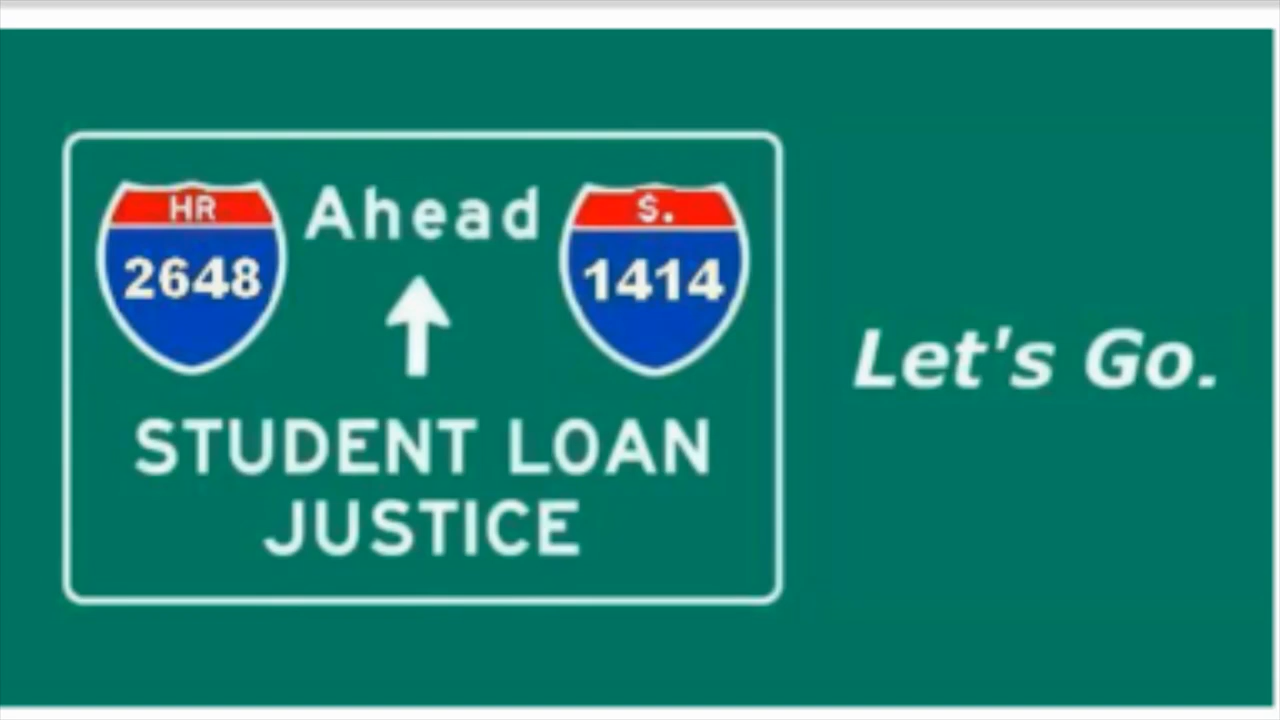 HR
2648
Ahead
S.
1414
STUDENT LOAN
JUSTICE
Let's Go.